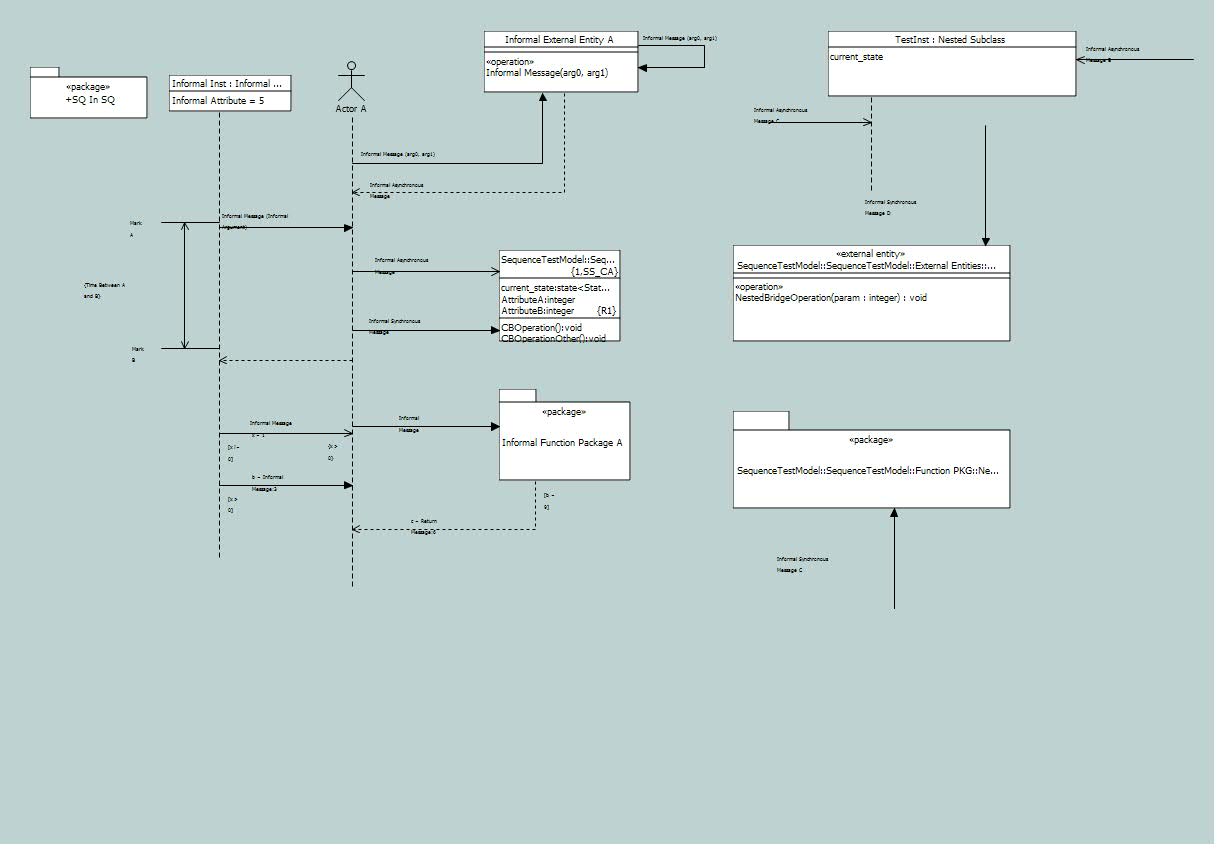 «package»
+SQ In SQ
Informal Inst : Informal ...
Informal Attribute = 5
Actor A
Informal External Entity A
«operation»
Informal Message(arg0, arg1)
Informal Message (arg0, arg1)
TestInst : Nested Subclass
current_state
Informal Asynchronous
Message B
Informal Asynchronous
Message C
Informal Message (arg0, arg1)
Informal Asynchronous
Message
Informal Synchronous
Message D
Mark
A
Informal Message (Informal
Argument)
{Time Between A
and B}
Mark
B
Informal Asynchronous
Message
Informal Synchronous
Message
SequenceTestModel::Seq...
{1,SS_CA}
current_state:state<Stat...
AttributeA:integer
AttributeB:integer {R1}
CBOperation():void
CBOperationOther():void
«external entity»
SequenceTestModel::SequenceTestModel::External Entities::...
«operation»
NestedBridgeOperation(param : integer) : void
Informal Message
Informal
Message
«package»
Informal Function Package A
b = Informal
Message:3
[x >
0]
c = Return
Message:6
«package»
SequenceTestModel::SequenceTestModel::Function PKG::Ne...
Informal Synchronous
Message C